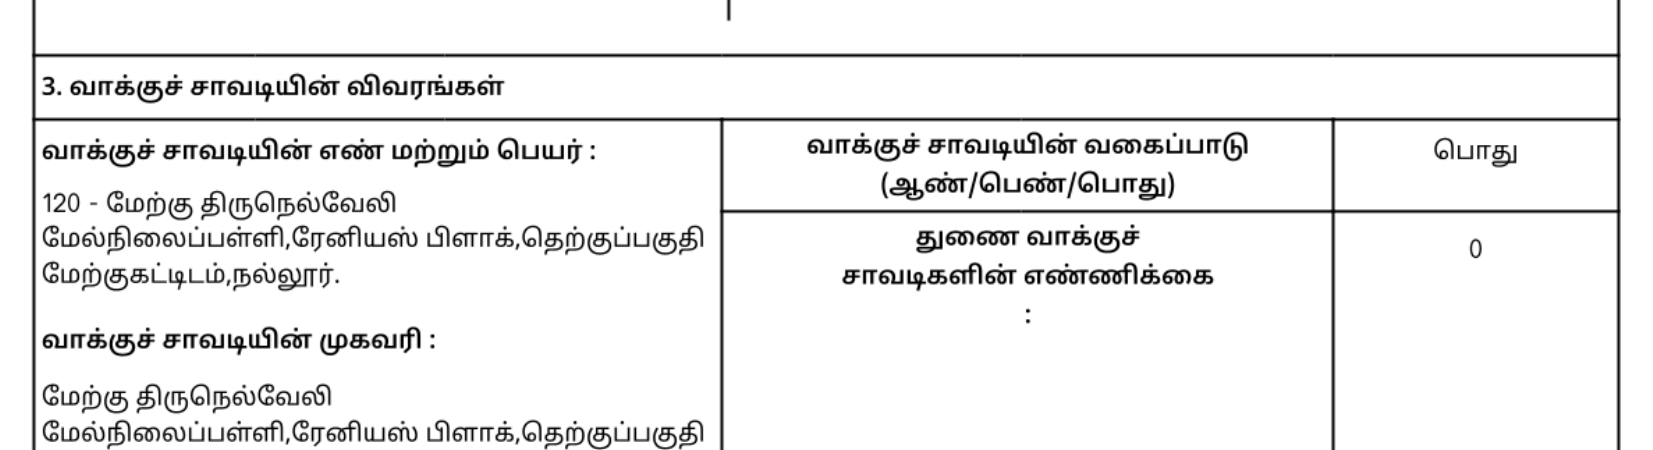 3. வாக்குச் சாவடியின் விவரங்கள்
வாக்குச் சாவடியின் எண் மற்றும் பெயர் :
120 - மேற்கு திருநெல்வேலி
மேல்நிலைப்பள்ளி,ரேனியஸ் பிளாக்,தெற்குப்பகுதி
மேற்குகட்டிடம்,நல்லூர்.
வாக்குச் சாவடியின் முகவரி :
மேற்கு திருநெல்வேலி
மேல்நிலைப்பள்ளி,ரேனியஸ் பிளாக்,தெற்குப்பகுதி
வாக்குச் சாவடியின் வகைப்பாடு
(ஆண்/பெண்/பொது)
பொது
துணை வாக்குச்
சாவடிகளின் எண்ணிக்கை
:
0